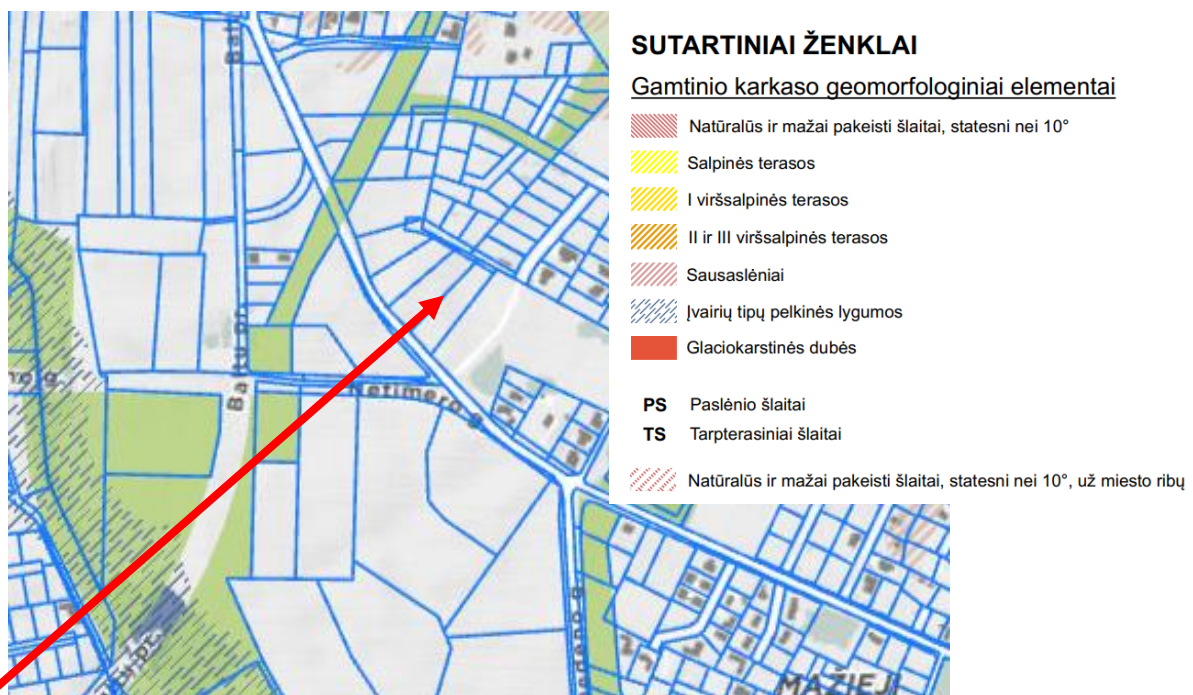 SUTARTINIAI ŽENKLAI
Gamtinio karkaso geomorfologiniai elementai
Natūralūs ir mažai pakeisti šlaitai, statesni nei 10°
Salpinės terasos
I viršsalpinės terasos
II ir III viršsalpinės terasos
Sausaslėniai
Įvairių tipų pelkinės lygumos
Glaciokarstinės dubės
PS Paslėnio šlaitai
TS Tarpterasiniai šlaitai
Natūralūs ir mažai pakeisti šlaitai, statesni nei 10°, už miesto ribų
Balt
Baltų pr.
Netimero g.
MAŽIEJI